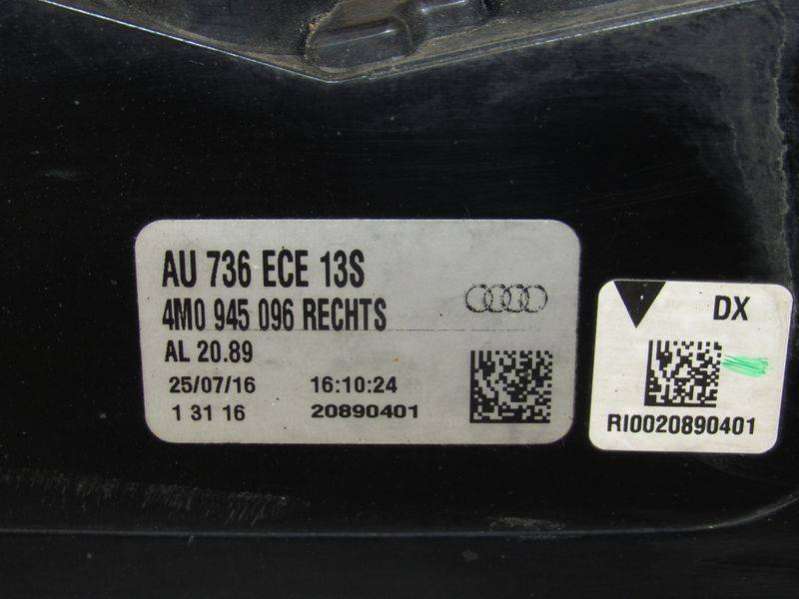 AU 736 ECE 13S
4M0 945 096 RECHTS
AL 20.89
25/07/16 16:10:24
1 31 16 20890401
DX
RI0020890401